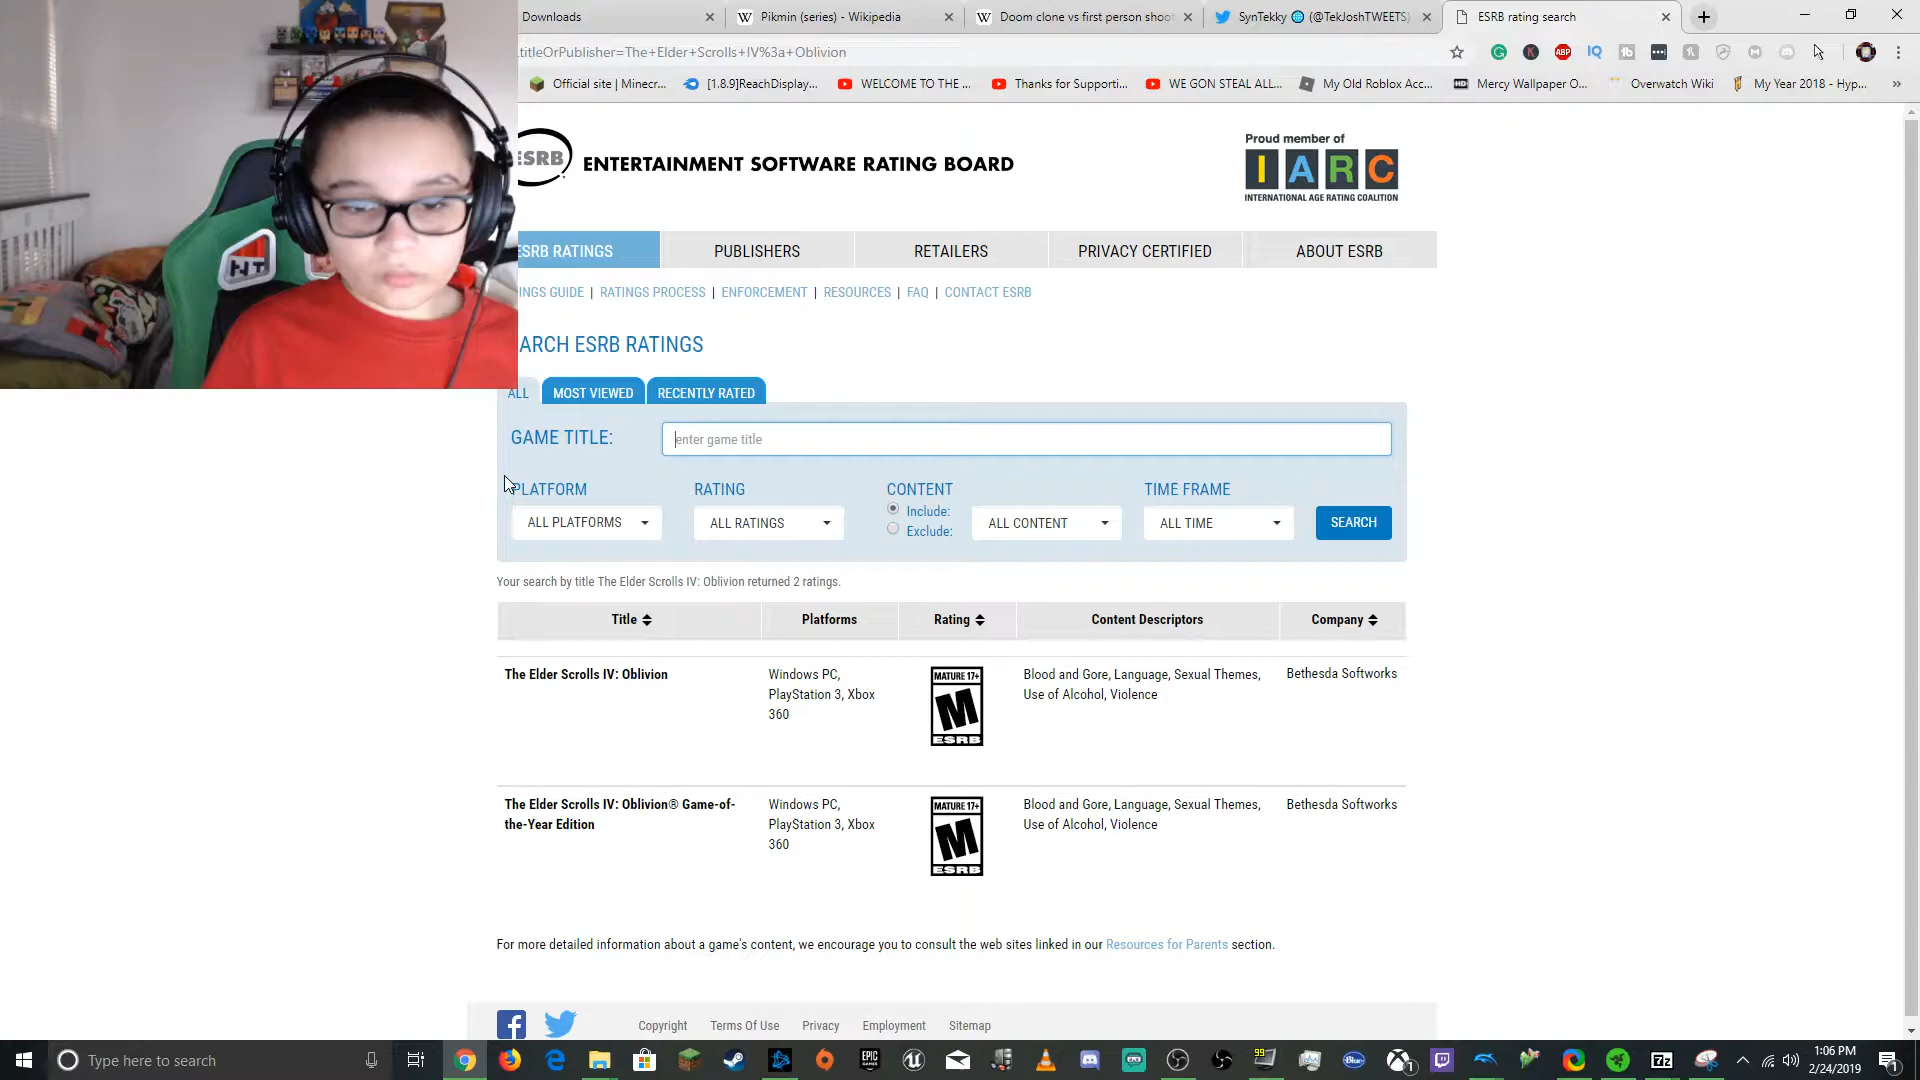 Downloads
Pikmin (series) - Wikipedia
Doom clone vs first person shoo
SynTekky 🌐 (@TekJoshTWEETS)
ESRB rating search
titleOrPublisher=The+Elder+Scrolls+IV%3a+Oblivion
Official site | Minecr...
[1.8.9]ReachDisplay...
WELCOME TO THE ...
Thanks for Supporti...
WE GON STEAL ALL...
My Old Roblox Acc...
Mercy Wallpaper O...
Overwatch Wiki
My Year 2018 - Hyp...
ESRB
ENTERTAINMENT SOFTWARE RATING BOARD
Proud member of
IARC
INTERNATIONAL AGE RATING COALITION
ESRB RATINGS
PUBLISHERS
RETAILERS
PRIVACY CERTIFIED
ABOUT ESRB
INGS GUIDE | RATINGS PROCESS | ENFORCEMENT | RESOURCES | FAQ | CONTACT ESRB
ARCH ESRB RATINGS
ALL
MOST VIEWED
RECENTLY RATED
GAME TITLE:
enter game title
PLATFORM
RATING
CONTENT
TIME FRAME
ALL PLATFORMS
ALL RATINGS
Include:
Exclude:
ALL CONTENT
ALL TIME
SEARCH
Your search by title The Elder Scrolls IV: Oblivion returned 2 ratings.
Title
Platforms
Rating
Content Descriptors
Company
The Elder Scrolls IV: Oblivion
Windows PC,
PlayStation 3, Xbox
360
MATURE 17+
M
ESRB
Blood and Gore, Language, Sexual Themes,
Use of Alcohol, Violence
Bethesda Softworks
The Elder Scrolls IV: Oblivion® Game-of-
the-Year Edition
Windows PC,
PlayStation 3, Xbox
360
MATURE 17+
M
ESRB
Blood and Gore, Language, Sexual Themes,
Use of Alcohol, Violence
Bethesda Softworks
For more detailed information about a game's content, we encourage you to consult the web sites linked in our Resources for Parents section.
Copyright
Terms Of Use
Privacy
Employment
Sitemap
Type here to search
1:06 PM
2/24/2019